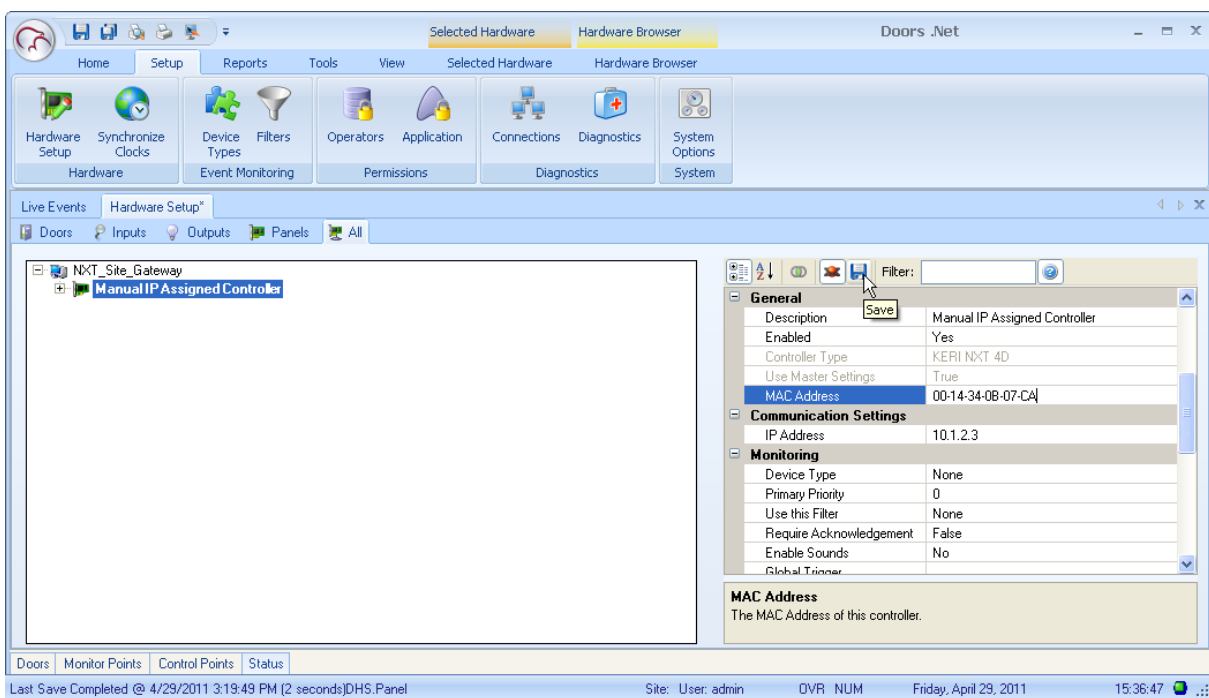 Selected Hardware Hardware Browser Doors .Net
Home Setup Reports Tools View Selected Hardware Hardware Browser
Hardware Setup Synchronize Clocks Device Types Filters Operators Application Connections Diagnostics System Options
Hardware Event Monitoring Permissions Diagnostics System
Live Events Hardware Setup*
Doors Inputs Outputs Panels All
NXT_Site_Gateway
Manual IP Assigned Controller
Filter:
Save
General
Description Manual IP Assigned Controller
Enabled Yes
Controller Type KERI NXT 4D
Use Master Settings True
MAC Address 00-14-34-0B-07-CA
Communication Settings
IP Address 10.1.2.3
Monitoring
Device Type None
Primary Priority 0
Use this Filter None
Require Acknowledgement False
Enable Sounds No
Global Trigger
MAC Address
The MAC Address of this controller.
Doors Monitor Points Control Points Status
Last Save Completed @ 4/29/2011 3:19:49 PM (2 seconds)DHS.Panel Site: User: admin OVR NUM Friday, April 29, 2011 15:36:47